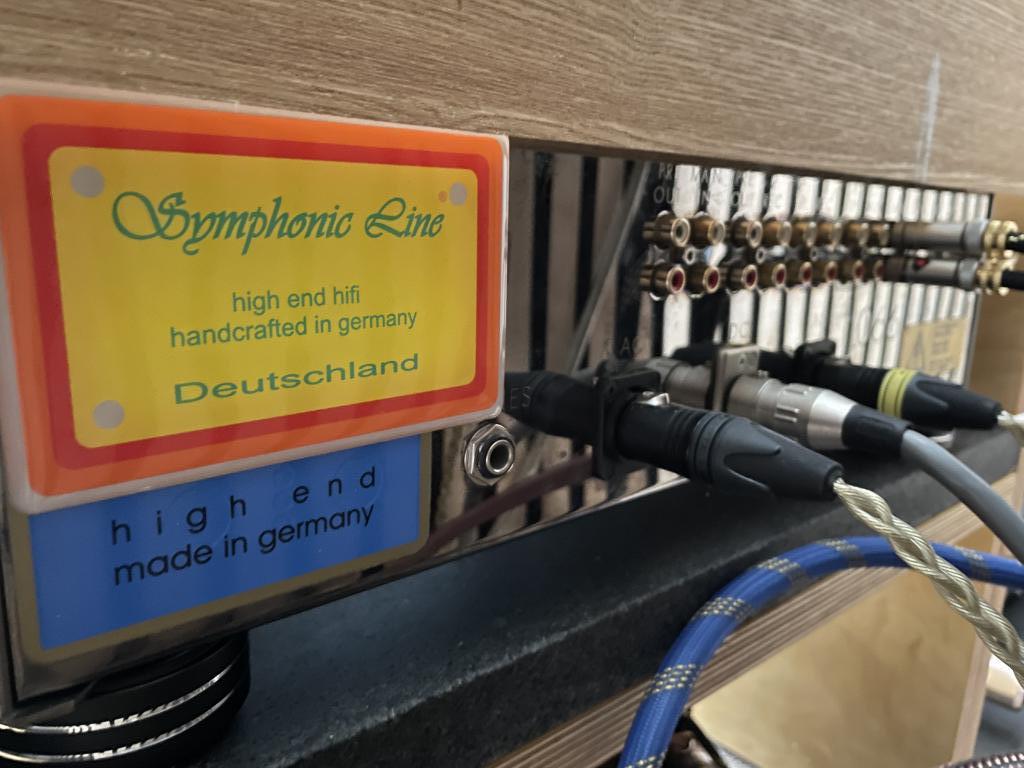 Symphonic Line
high end hifi
handcrafted in germany
Deutschland
high end
made in germany